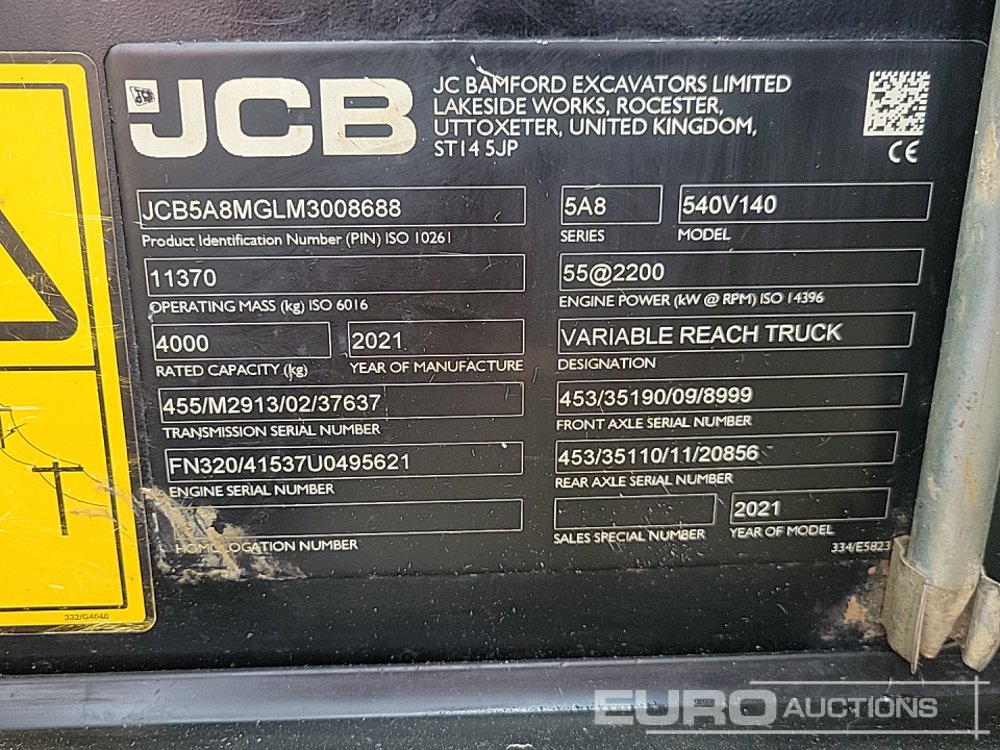 JCB
JC BAMFORD EXCAVATORS LIMITED
LAKESIDE WORKS, ROCESTER,
UTTOXETER, UNITED KINGDOM,
ST14 5JP
CE
JCB5A8MGLM3008688
Product Identification Number (PIN) ISO 10261
5A8
SERIES
540V140
MODEL
11370
OPERATING MASS (kg) ISO 6016
55@2200
ENGINE POWER (kW @ RPM) ISO 14396
4000
RATED CAPACITY (kg)
2021
YEAR OF MANUFACTURE
VARIABLE REACH TRUCK
DESIGNATION
455/M2913/02/37637
TRANSMISSION SERIAL NUMBER
453/35190/09/8999
FRONT AXLE SERIAL NUMBER
FN320/41537U0495621
ENGINE SERIAL NUMBER
453/35110/11/20856
REAR AXLE SERIAL NUMBER
HOMOLOGATION NUMBER
SALES SPECIAL NUMBER
2021
YEAR OF MODEL
334/E5823
332/G4040
EURO AUCTIONS